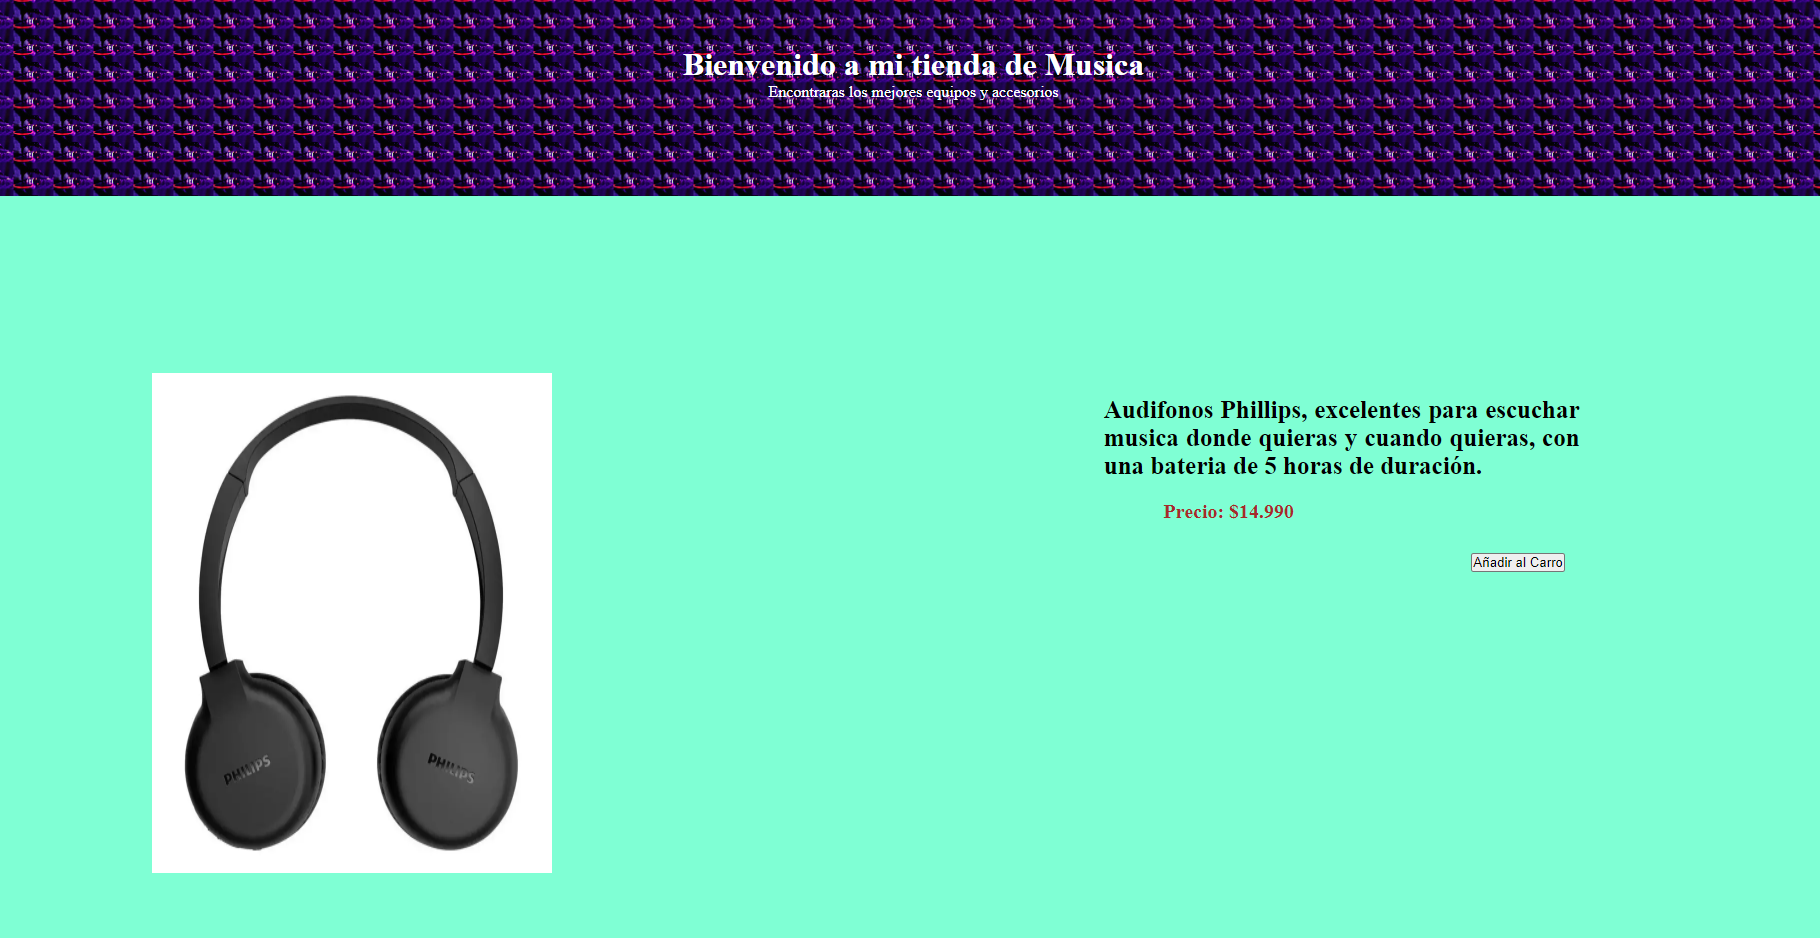 Bienvenido a mi tienda de Musica
Encontraras los mejores equipos y accesorios
Audifonos Phillips, excelentes para escuchar
musica donde quieras y cuando quieras, con
una bateria de 5 horas de duración.
Precio: $14.990
Añadir al Carro
PHILIPS
PHILIPS